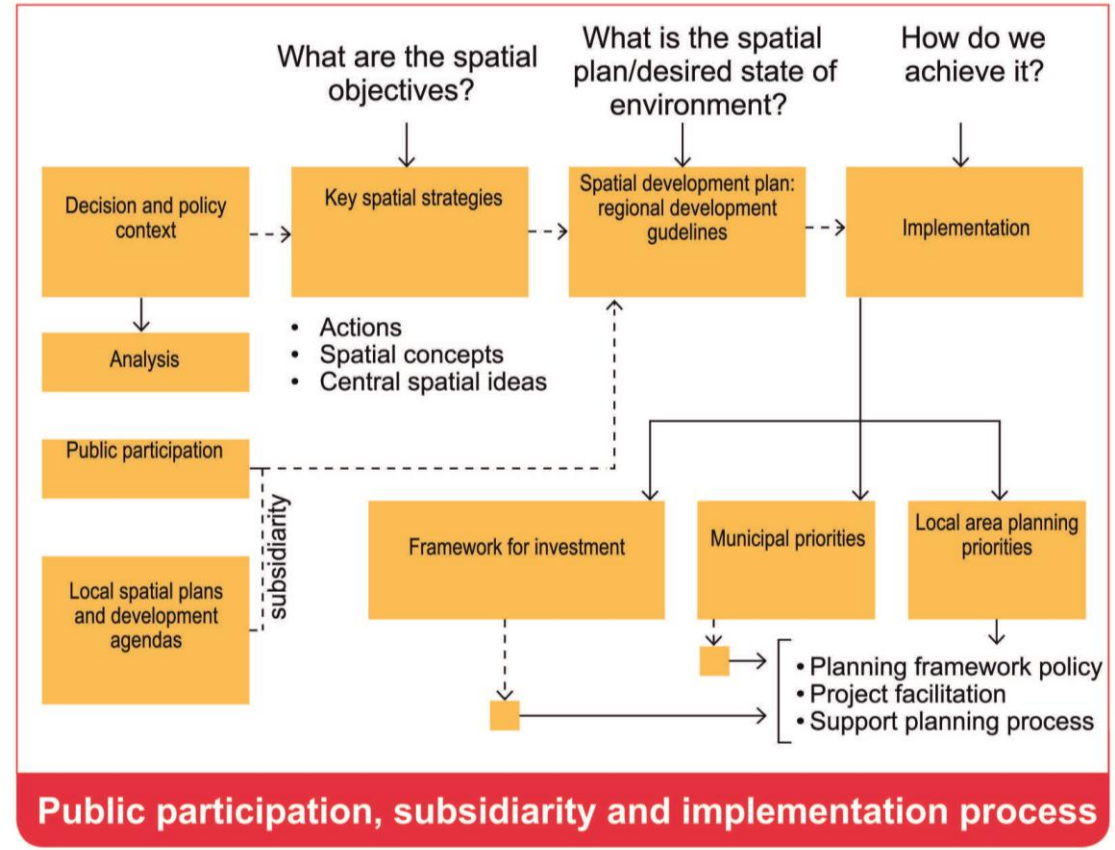 What are the spatial
objectives?
What is the spatial
plan/desired state of
environment?
How do we
achieve it?
Decision and policy
context
Key spatial strategies
Spatial development plan:
regional development
gudelines
Implementation
Analysis
• Actions
• Spatial concepts
• Central spatial ideas
Public participation
subsidiarity
Local spatial plans
and development
agendas
Framework for investment
Municipal priorities
Local area planning
priorities
• Planning framework policy
• Project facilitation
• Support planning process
Public participation, subsidiarity and implementation process